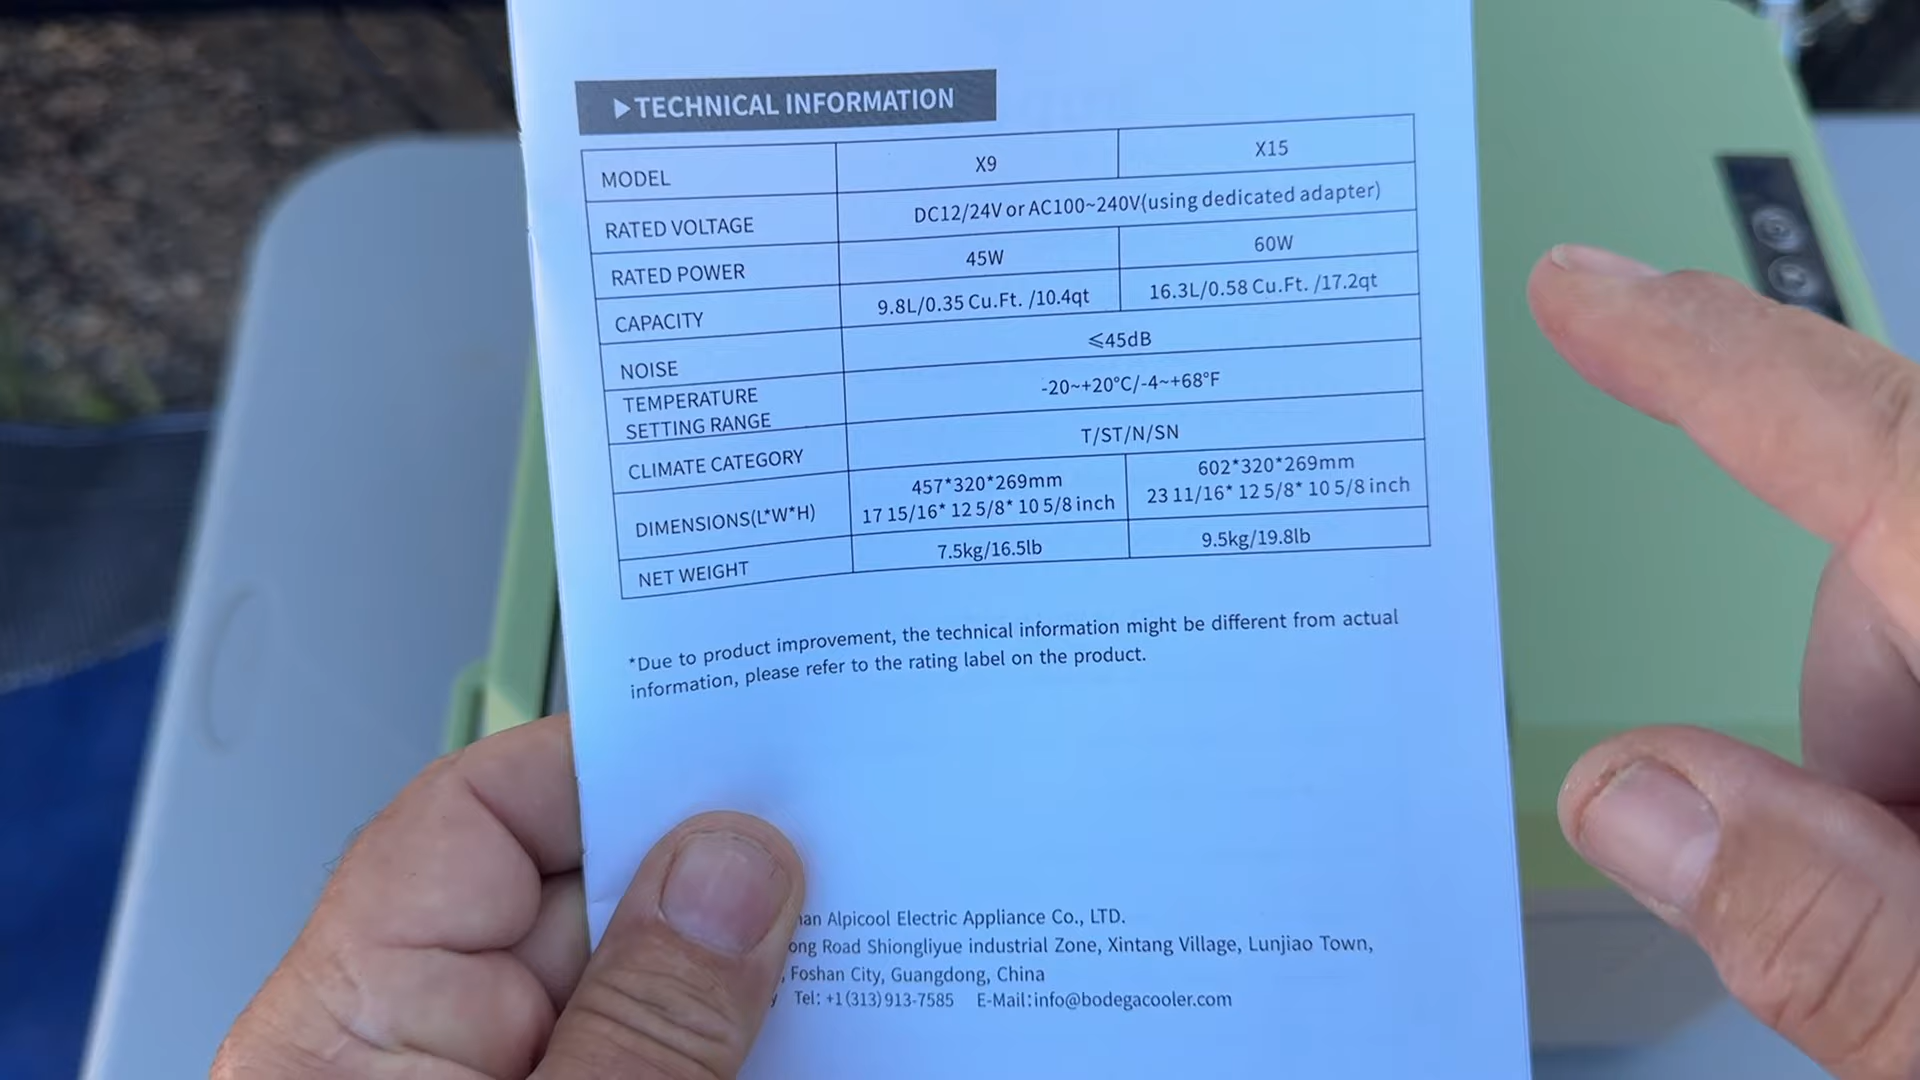 ▶TECHNICAL INFORMATION
MODEL X9 X15
RATED VOLTAGE DC12/24V or AC100~240V(using dedicated adapter)
RATED POWER 45W 60W
CAPACITY 9.8L/0.35 Cu.Ft. /10.4qt 16.3L/0.58 Cu.Ft. /17.2qt
NOISE ⩽45dB
TEMPERATURE
SETTING RANGE -20~+20°C/-4~+68°F
CLIMATE CATEGORY T/ST/N/SN
DIMENSIONS(L*W*H) 457*320*269mm 602*320*269mm
17 15/16* 12 5/8* 10 5/8 inch 23 11/16* 12 5/8* 10 5/8 inch
NET WEIGHT 7.5kg/16.5lb 9.5kg/19.8lb
*Due to product improvement, the technical information might be different from actual
information, please refer to the rating label on the product.
Alpicool Electric Appliance Co., LTD.
Road Shiongliyue industrial Zone, Xintang Village, Lunjiao Town,
, Foshan City, Guangdong, China
Tel: +1(313)913-7585 E-Mail:info@bodegacooler.com